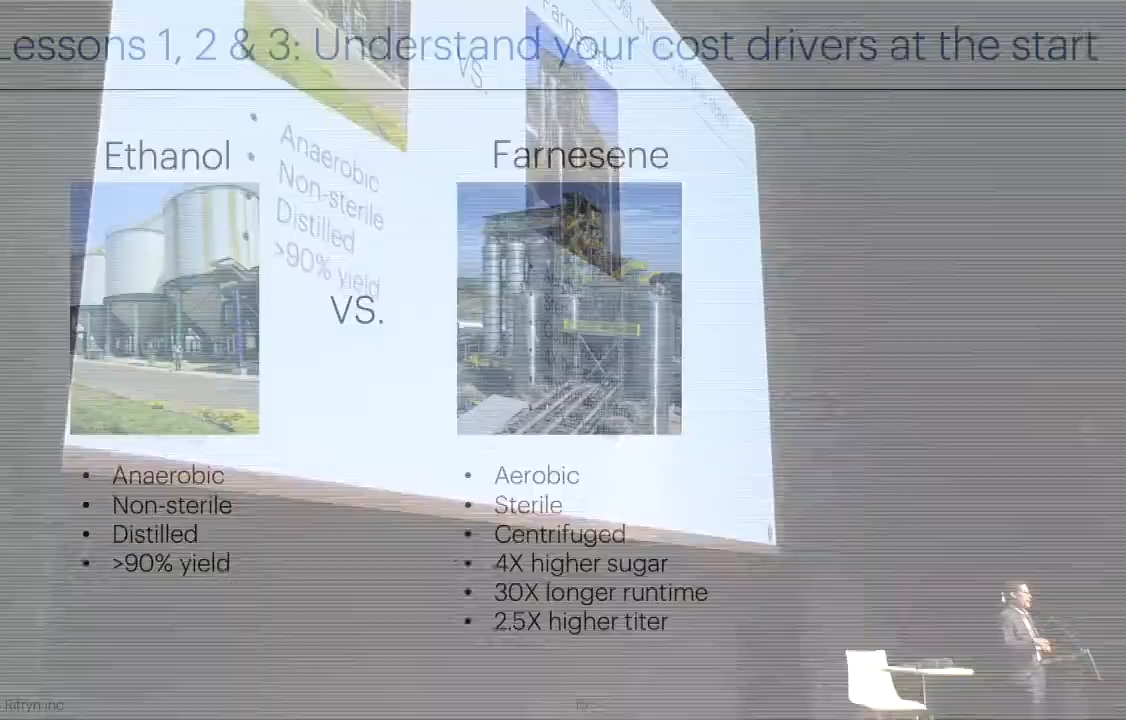 Lessons 1, 2 & 3: Understand your cost drivers at the start
Ethanol
Farnesene
vs.
• Anaerobic
• Non-sterile
• Distilled
• >90% yield
• Aerobic
• Sterile
• Centrifuged
• 4X higher sugar
• 30X longer runtime
• 2.5X higher titer
vs.
Farnesene
Anaerobic
Non-sterile
Distilled
>90% yield